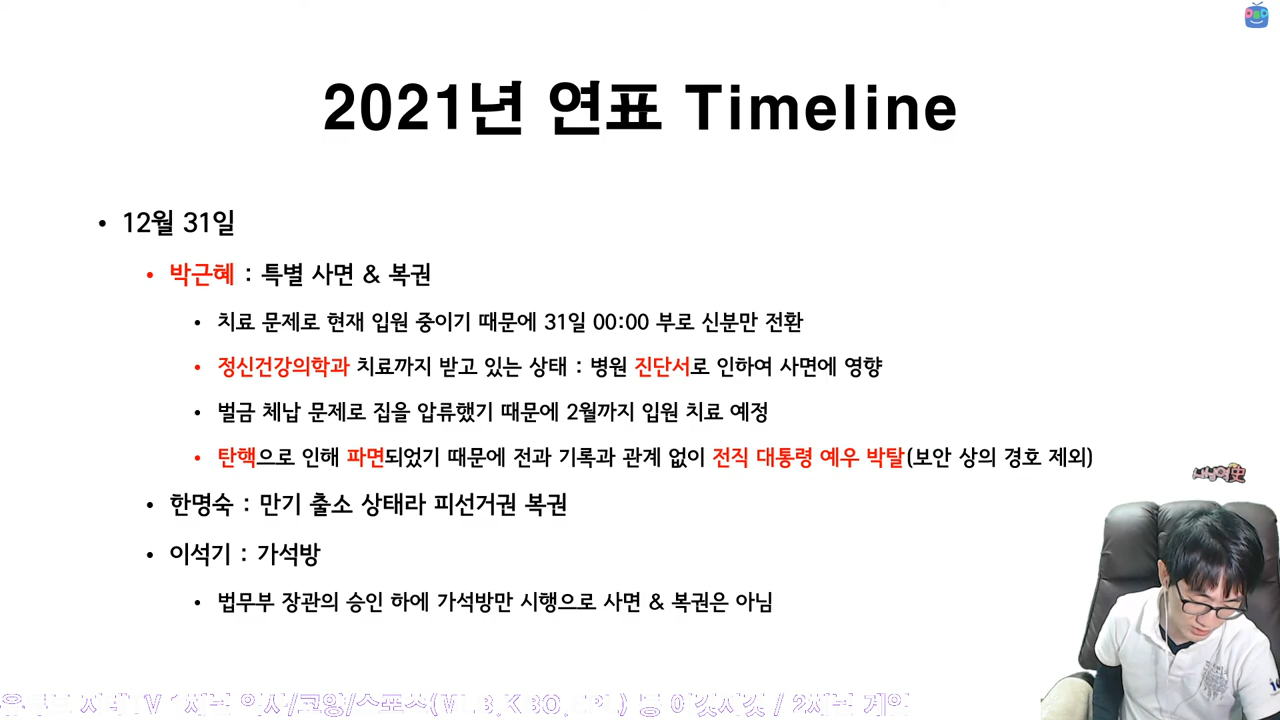 2021년 연표 Timeline
• 12월 31일
• 박근혜 : 특별 사면 & 복권
• 치료 문제로 현재 입원 중이기 때문에 31일 00:00 부로 신분만 전환
• 정신건강의학과 치료까지 받고 있는 상태 : 병원 진단서로 인하여 사면에 영향
• 벌금 체납 문제로 집을 압류했기 때문에 2월까지 입원 치료 예정
• 탄핵으로 인해 파면되었기 때문에 전과 기록과 관계 없이 전직 대통령 예우 박탈(보안 상의 경호 제외)
• 한명숙 : 만기 출소 상태라 피선거권 복권
• 이석기 : 가석방
• 법무부 장관의 승인 하에 가석방만 시행으로 사면 & 복권은 아님